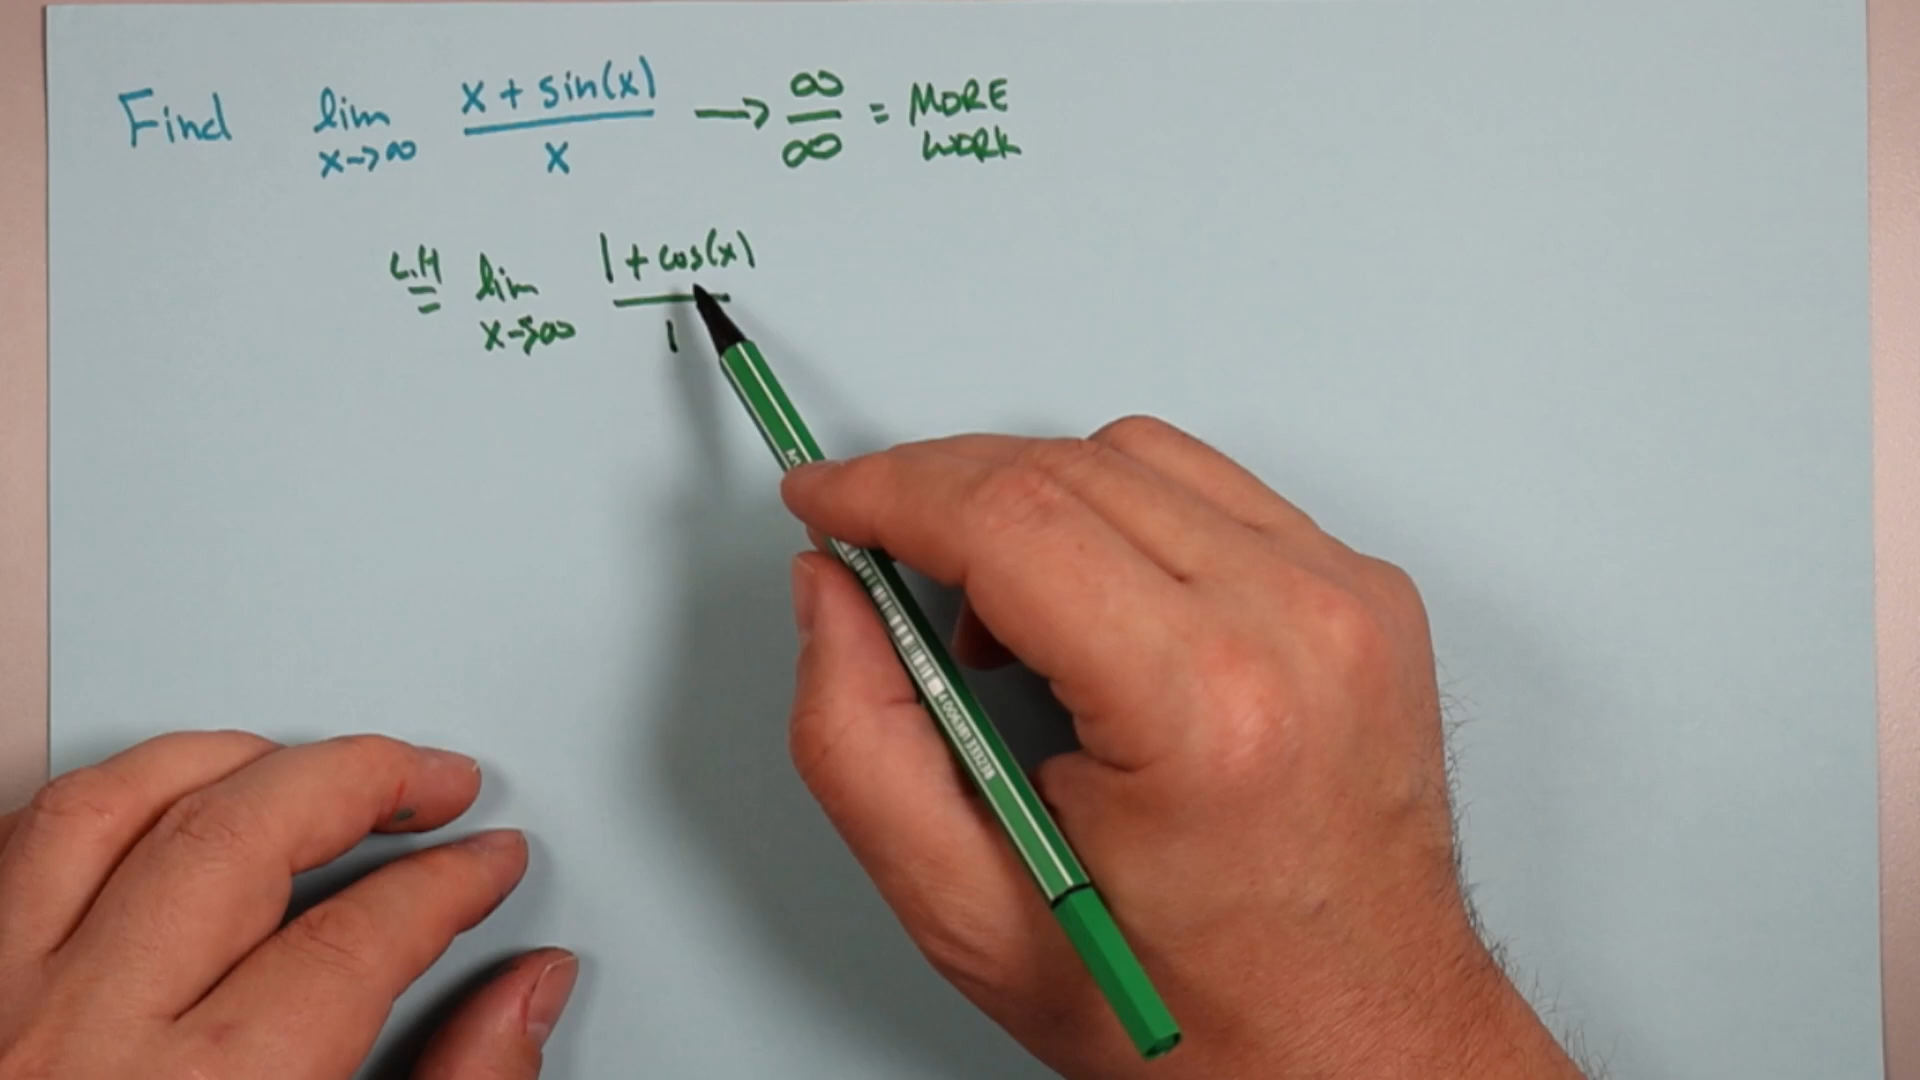 Find lim x→∞ x + sin(x) / x → ∞/∞ = MORE WORK
L.H = lim x→∞ 1 + cos(x) / 1